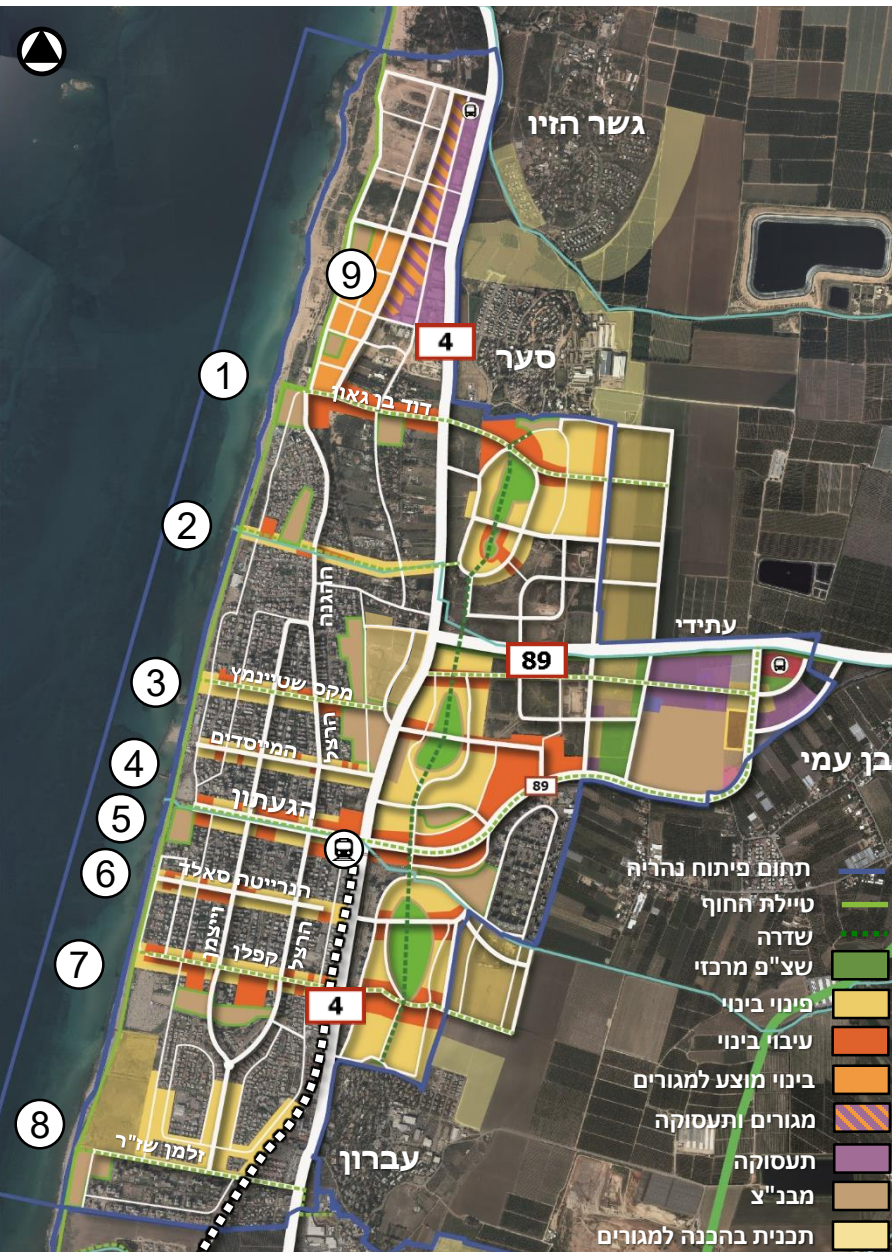 גשר הזיו
9
4
סער
1
דוד בן גאון
2
ההגנה
עתידי
89
3
מקס שטיינמץ
הרצל
4
המייסדים
בן עמי
89
5
הגעתון
6
הנרייטה סאלד
וייצמן
הרצל
7
קפלן
4
8
זלמן שז"ר
עברון
תחום פיתוח נהריה
טיילת החוף
שדרה
שצ"פ מרכזי
פינוי בינוי
עיבוי בינוי
בינוי מוצע למגורים
מגורים ותעסוקה
תעסוקה
מבנ"צ
תכנית בהכנה למגורים